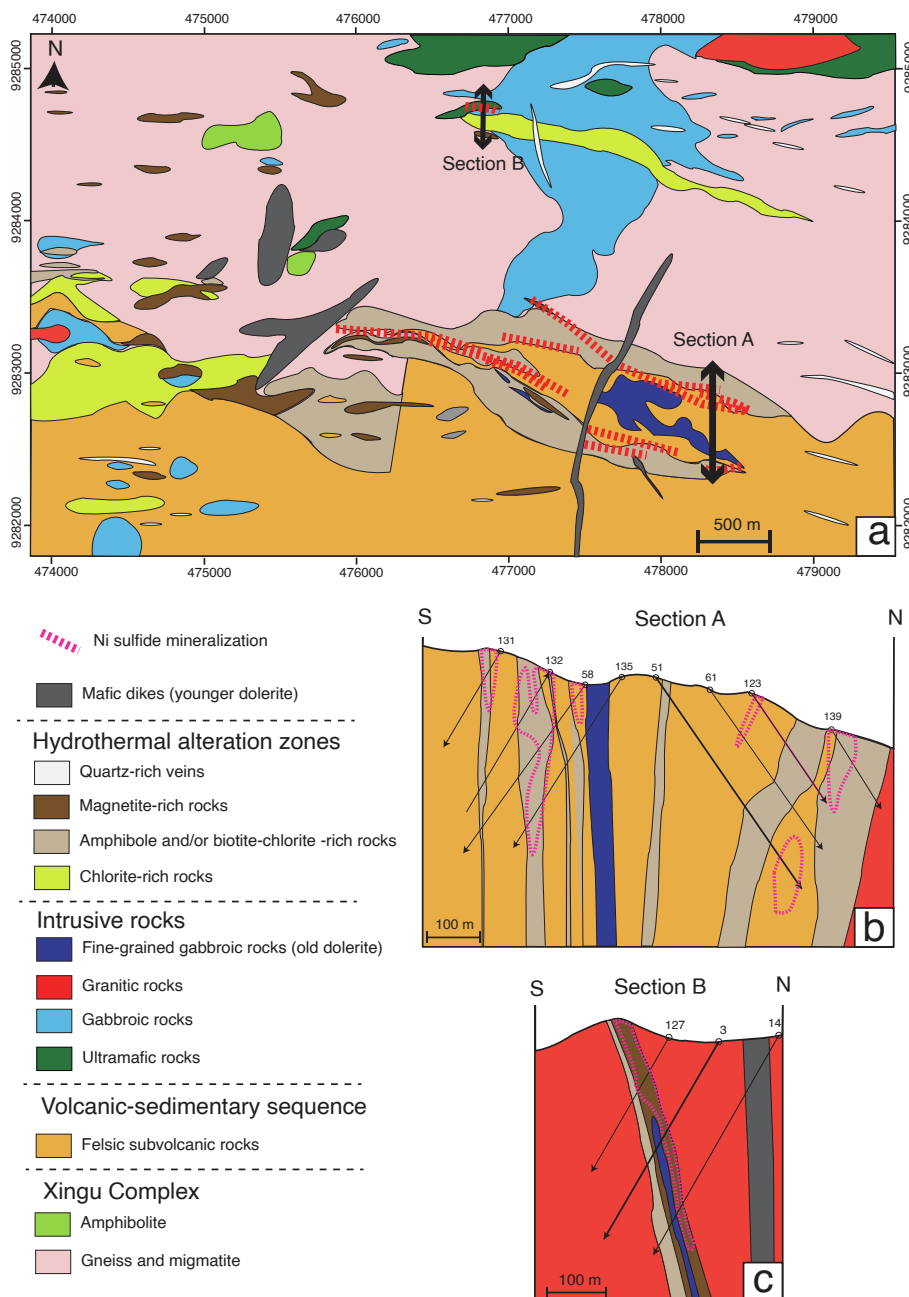 474000 475000 476000 477000 478000 479000
N
9285000
9285000
Section B
9284000
9284000
Section A
9283000
9283000
9282000
9282000
500 m
a
474000 475000 476000 477000 478000 479000
Ni sulfide mineralization
Mafic dikes (younger dolerite)
Hydrothermal alteration zones
Quartz-rich veins
Magnetite-rich rocks
Amphibole and/or biotite-chlorite -rich rocks
Chlorite-rich rocks
Intrusive rocks
Fine-grained gabbroic rocks (old dolerite)
Granitic rocks
Gabbroic rocks
Ultramafic rocks
Volcanic-sedimentary sequence
Felsic subvolcanic rocks
Xingu Complex
Amphibolite
Gneiss and migmatite
S Section A N
131 132 58 135 51 61 123 139
100 m
b
S Section B N
127 3 14
100 m
c